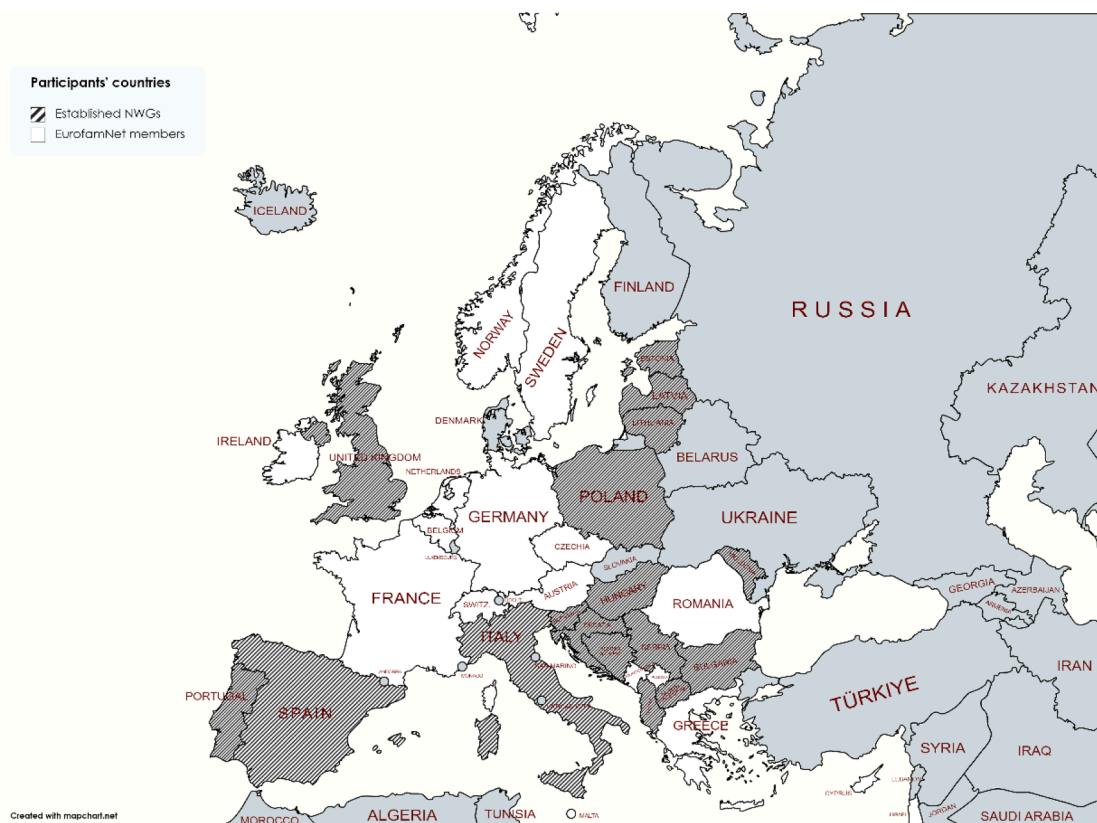 Participants' countries
Established NWGs
EurofamNet members
ICELAND
FINLAND
NORWAY
SWEDEN
RUSSIA
KAZAKHSTAN
ESTONIA
LATVIA
LITHUANIA
DENMARK
IRELAND
UNITED KINGDOM
NETHERLANDS
BELARUS
POLAND
GERMANY
UKRAINE
BELGIUM
LUXEMBOURG
CZECHIA
SLOVAKIA
FRANCE
SWITZ.
AUSTRIA
HUNGARY
ROMANIA
GEORGIA
AZERBAIJAN
ARMENIA
ITALY
SERBIA
BULGARIA
SAN MARINO
MONACO
PORTUGAL
SPAIN
GREECE
TÜRKIYE
IRAN
SYRIA
IRAQ
LEBANON
CYPRUS
ISRAEL
JORDAN
SAUDI ARABIA
MOROCCO
ALGERIA
TUNISIA
MALTA
Created with mapchart.net